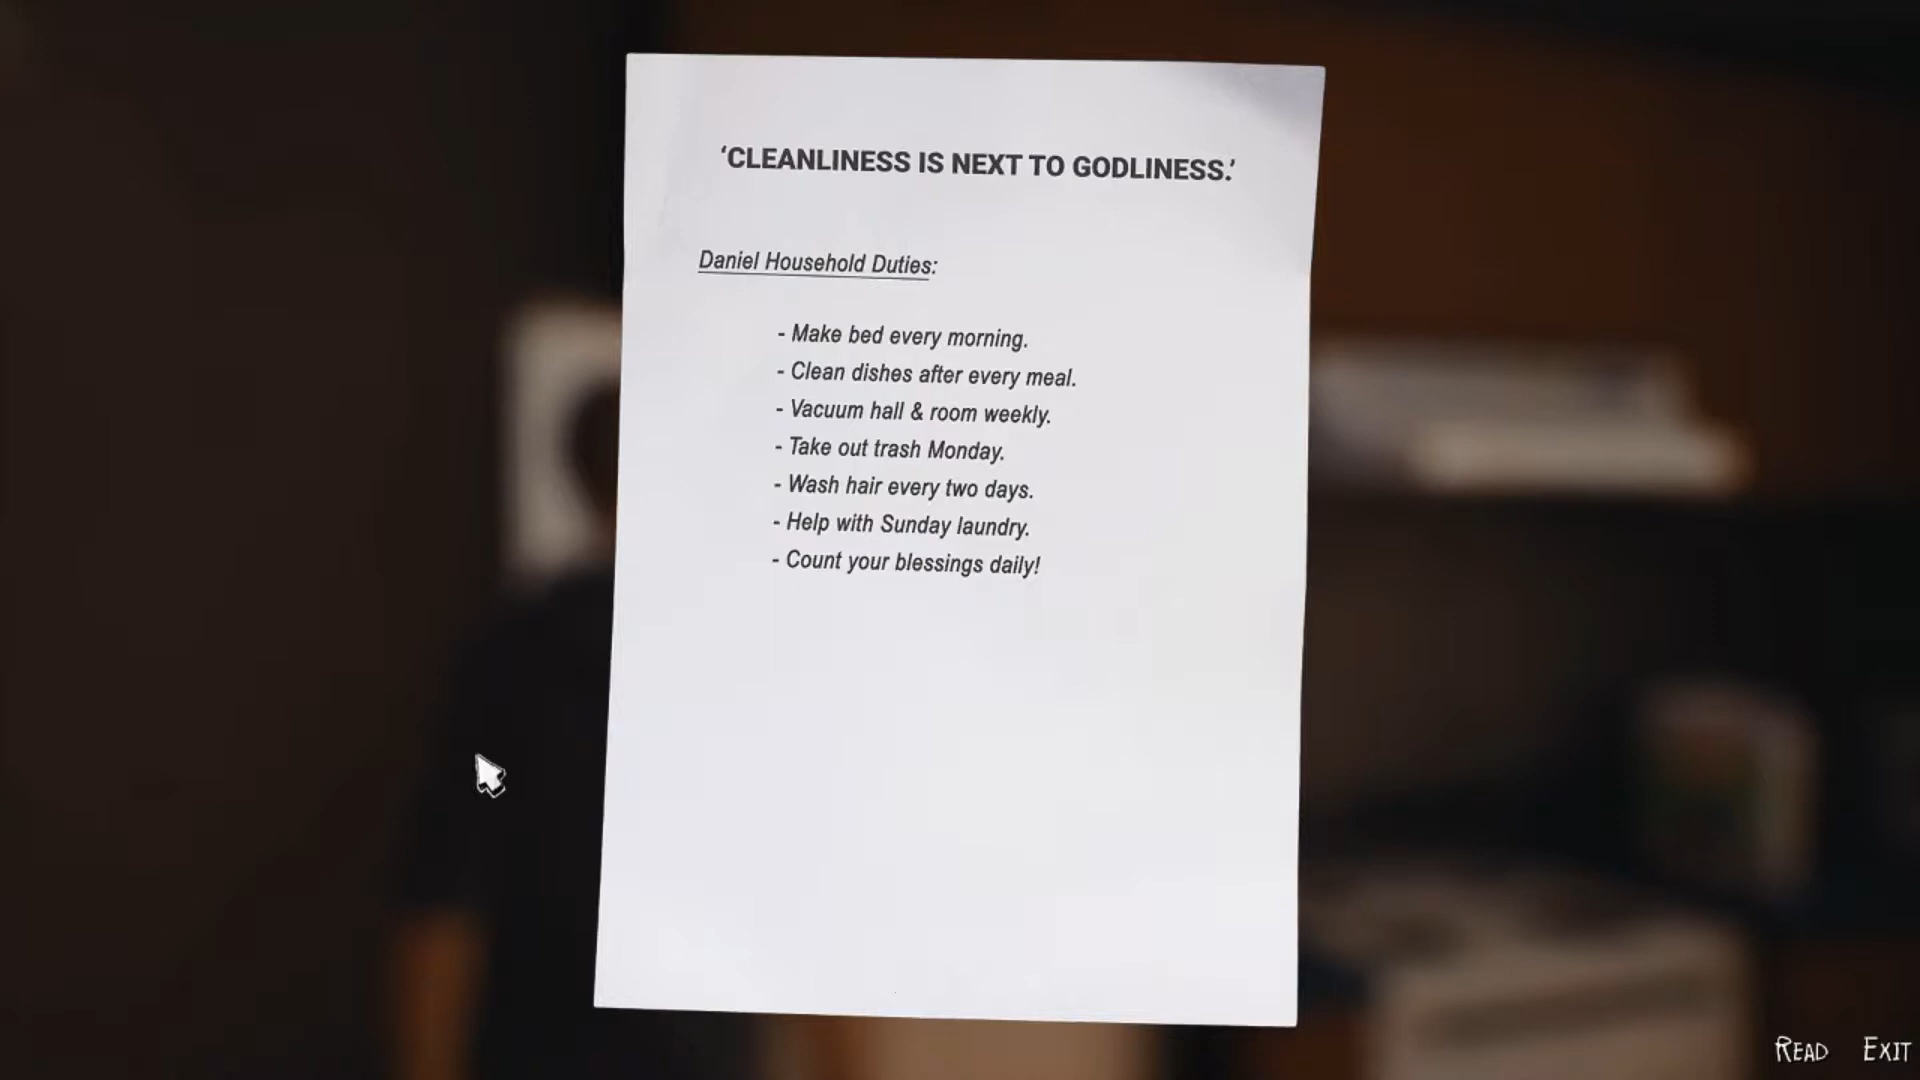 ‘CLEANLINESS IS NEXT TO GODLINESS.’
Daniel Household Duties:
- Make bed every morning.
- Clean dishes after every meal.
- Vacuum hall & room weekly.
- Take out trash Monday.
- Wash hair every two days.
- Help with Sunday laundry.
- Count your blessings daily!
READ EXIT